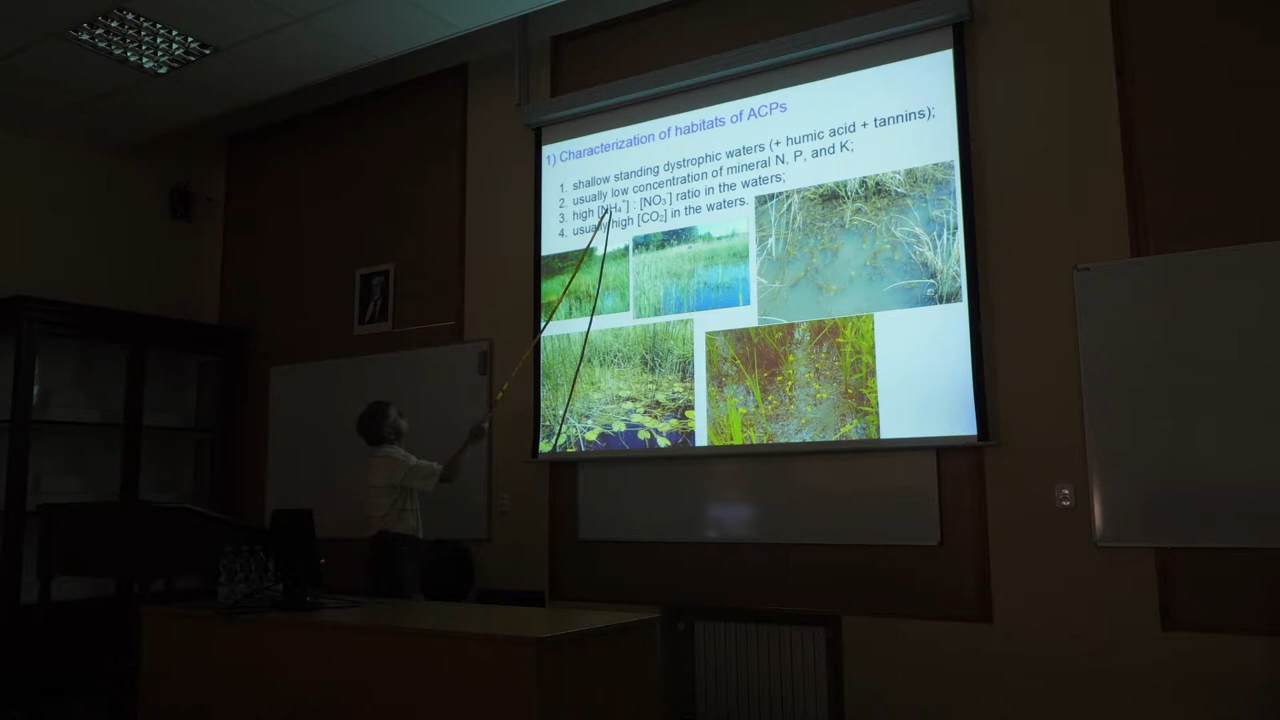 1) Characterization of habitats of ACPs
1. shallow standing dystrophic waters (+ humic acid + tannins);
2. usually low concentration of mineral N, P, and K;
3. high [NH₄⁺] : [NO₃⁻] ratio in the waters;
4. usually high [CO₂] in the waters.